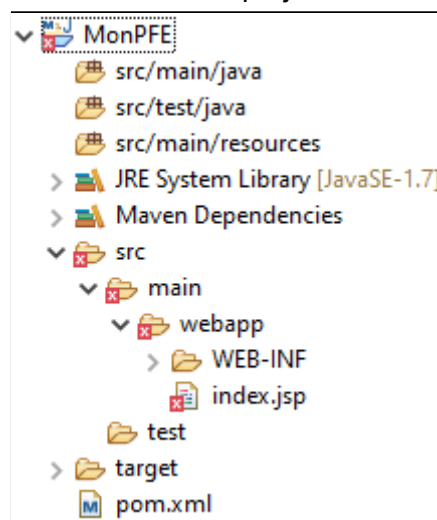 MonPFE
src/main/java
src/test/java
src/main/resources
JRE System Library [JavaSE-1.7]
Maven Dependencies
src
main
webapp
WEB-INF
index.jsp
test
target
pom.xml